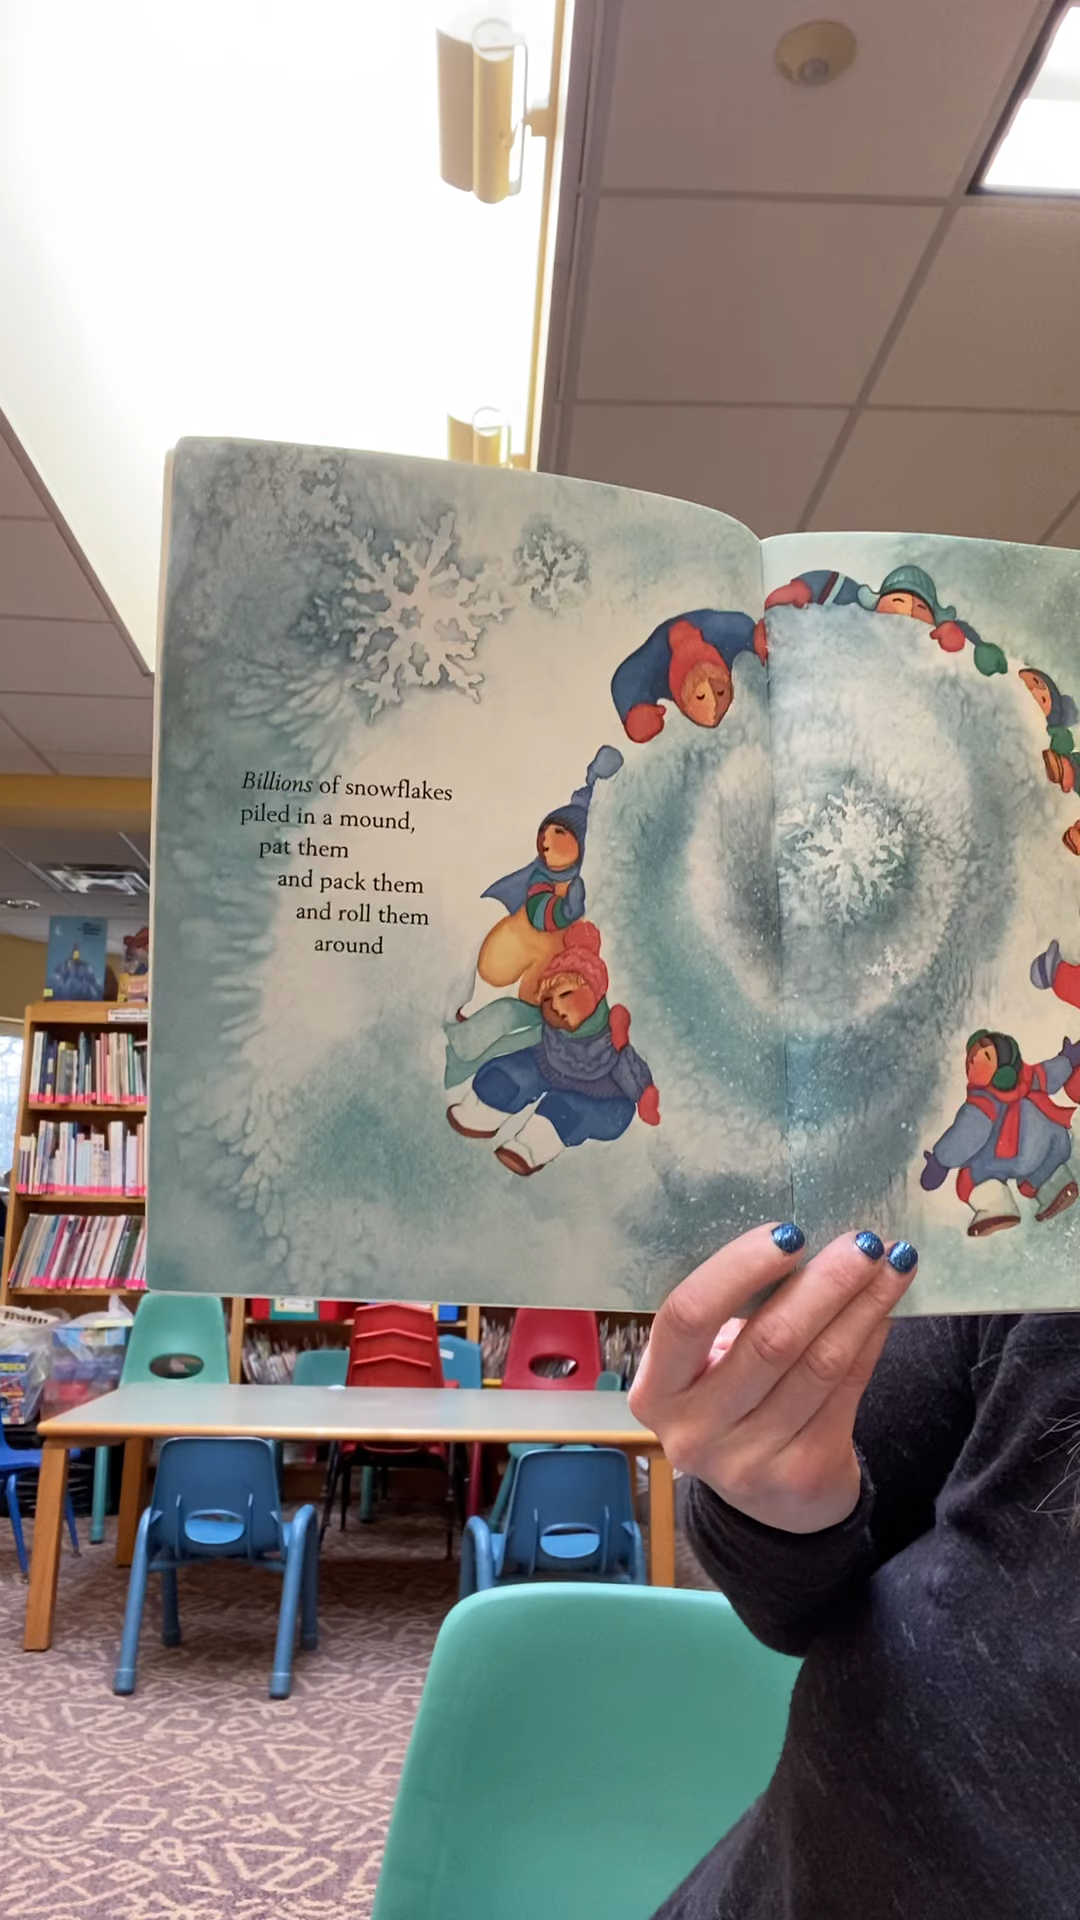 Billions of snowflakes
piled in a mound,
pat them
and pack them
and roll them
around